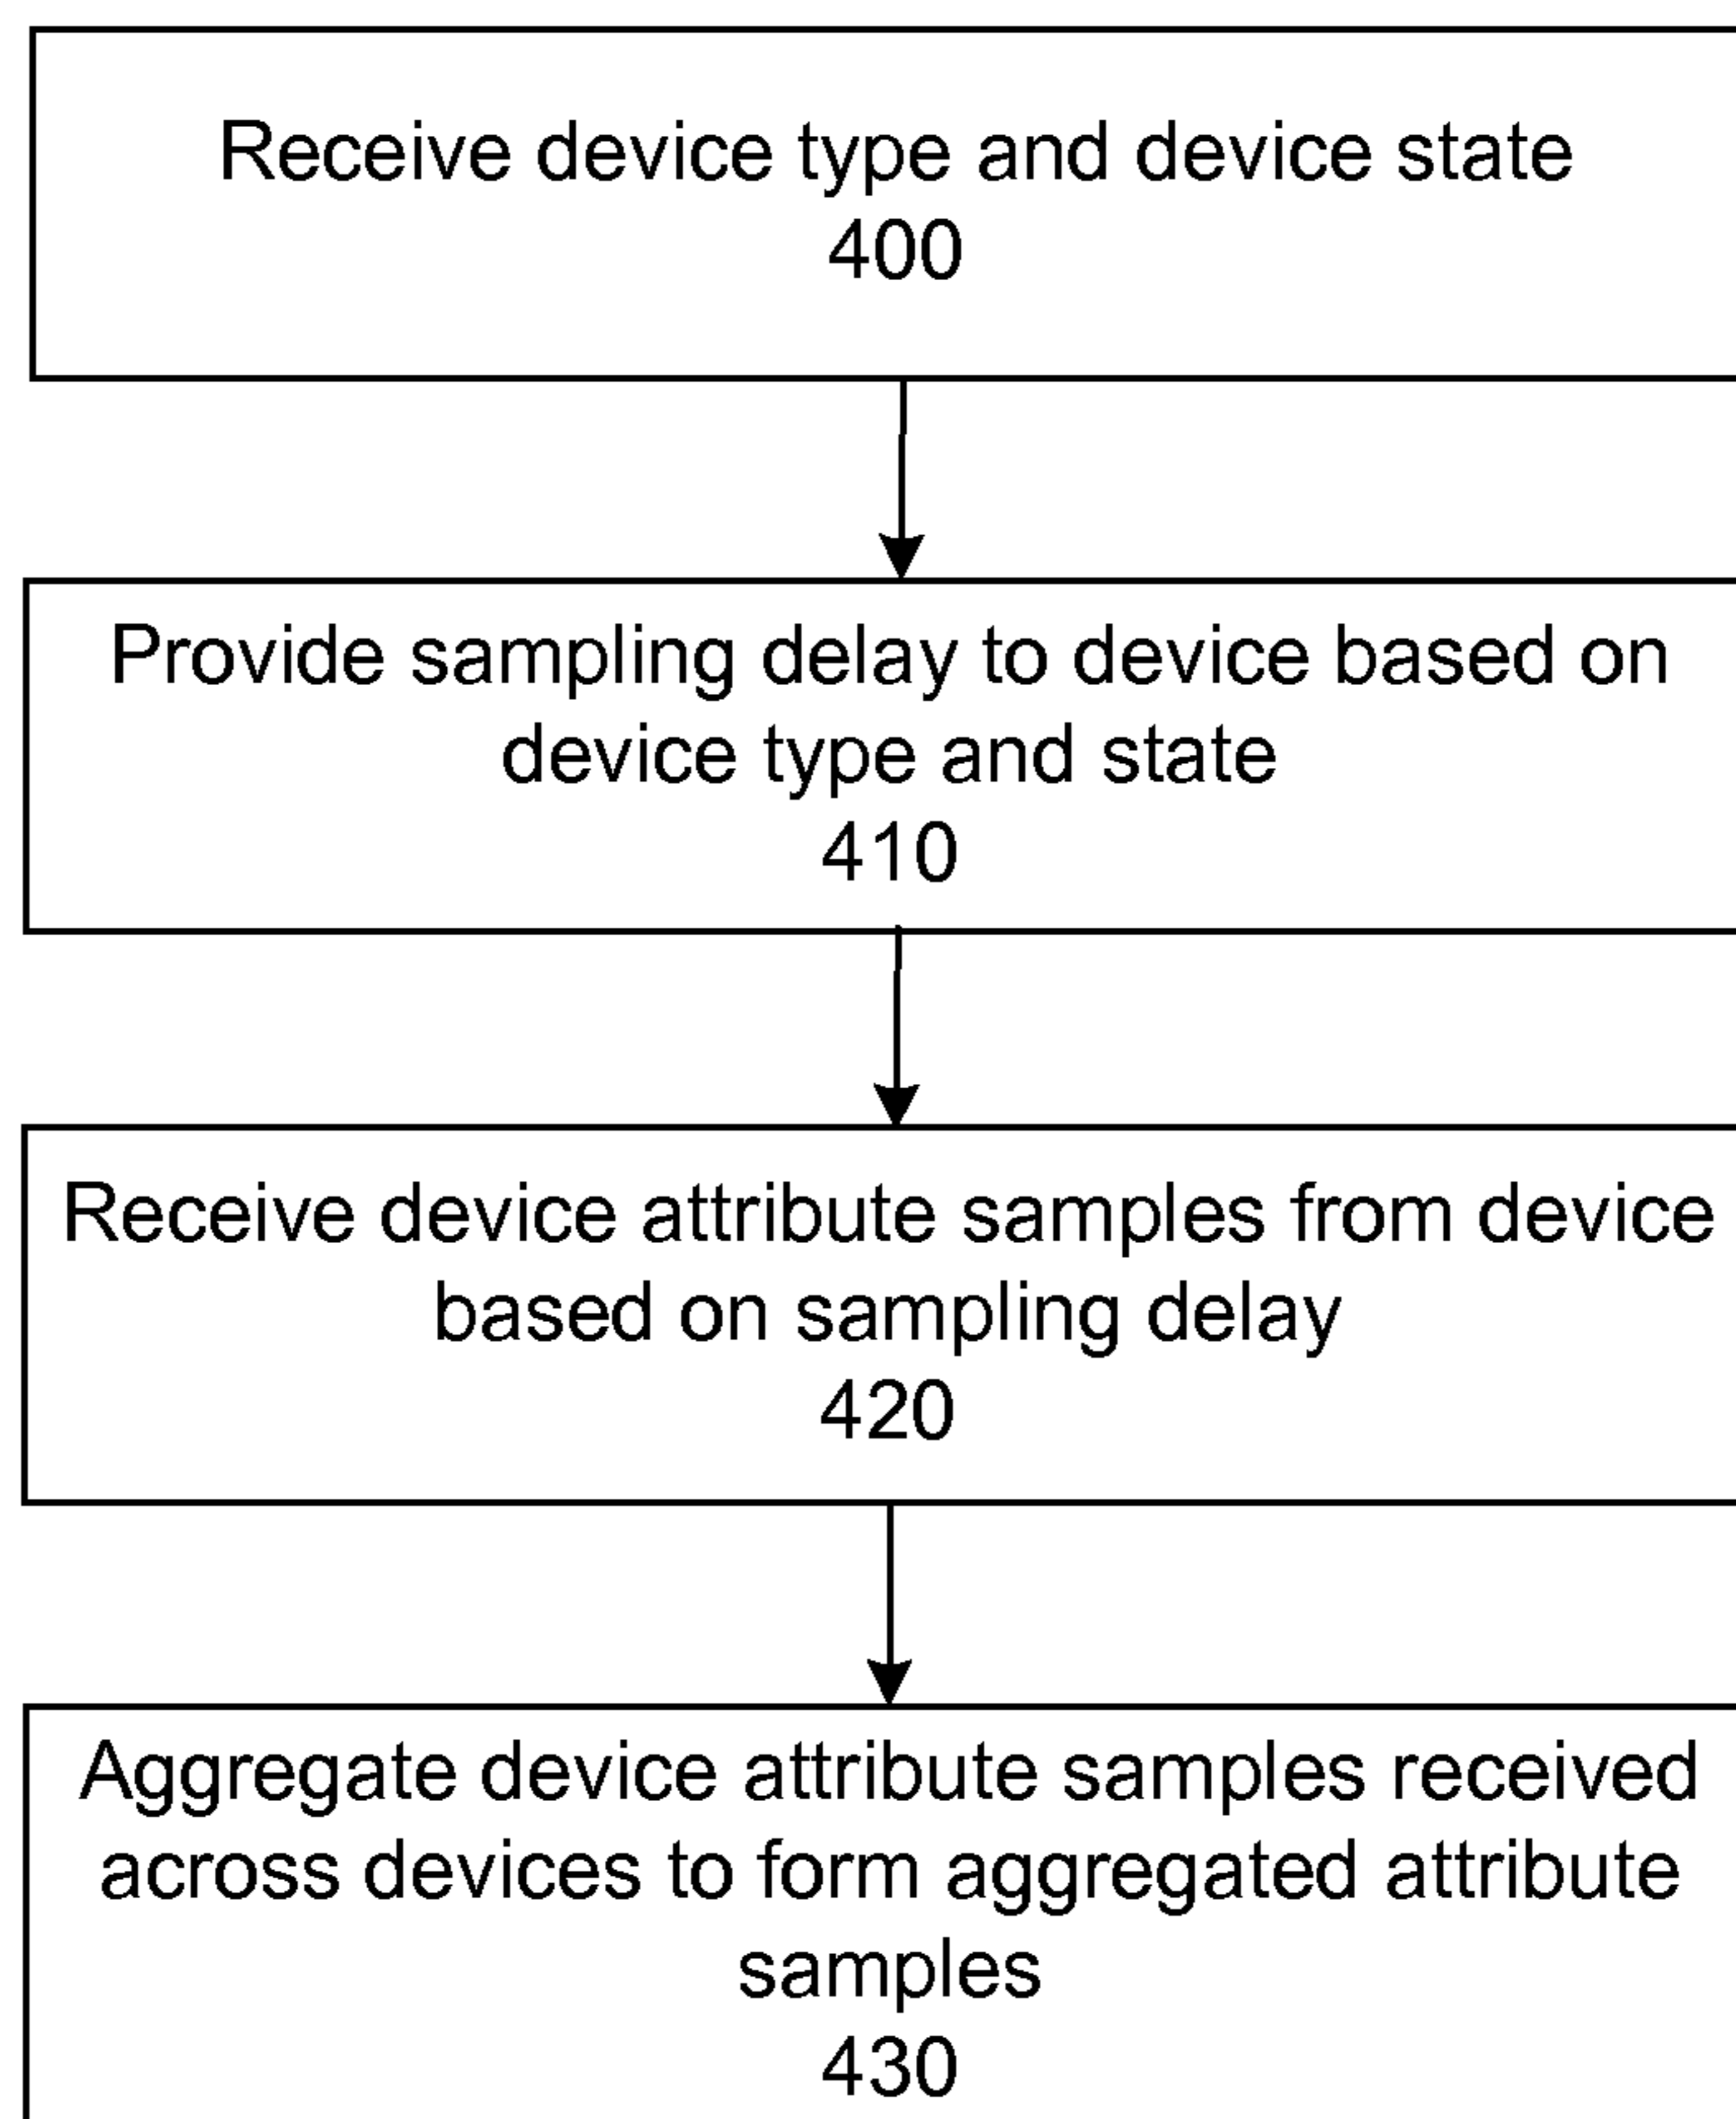 Receive device type and device state
400
Provide sampling delay to device based on
device type and state
410
Receive device attribute samples from device
based on sampling delay
420
Aggregate device attribute samples received
across devices to form aggregated attribute
samples
430